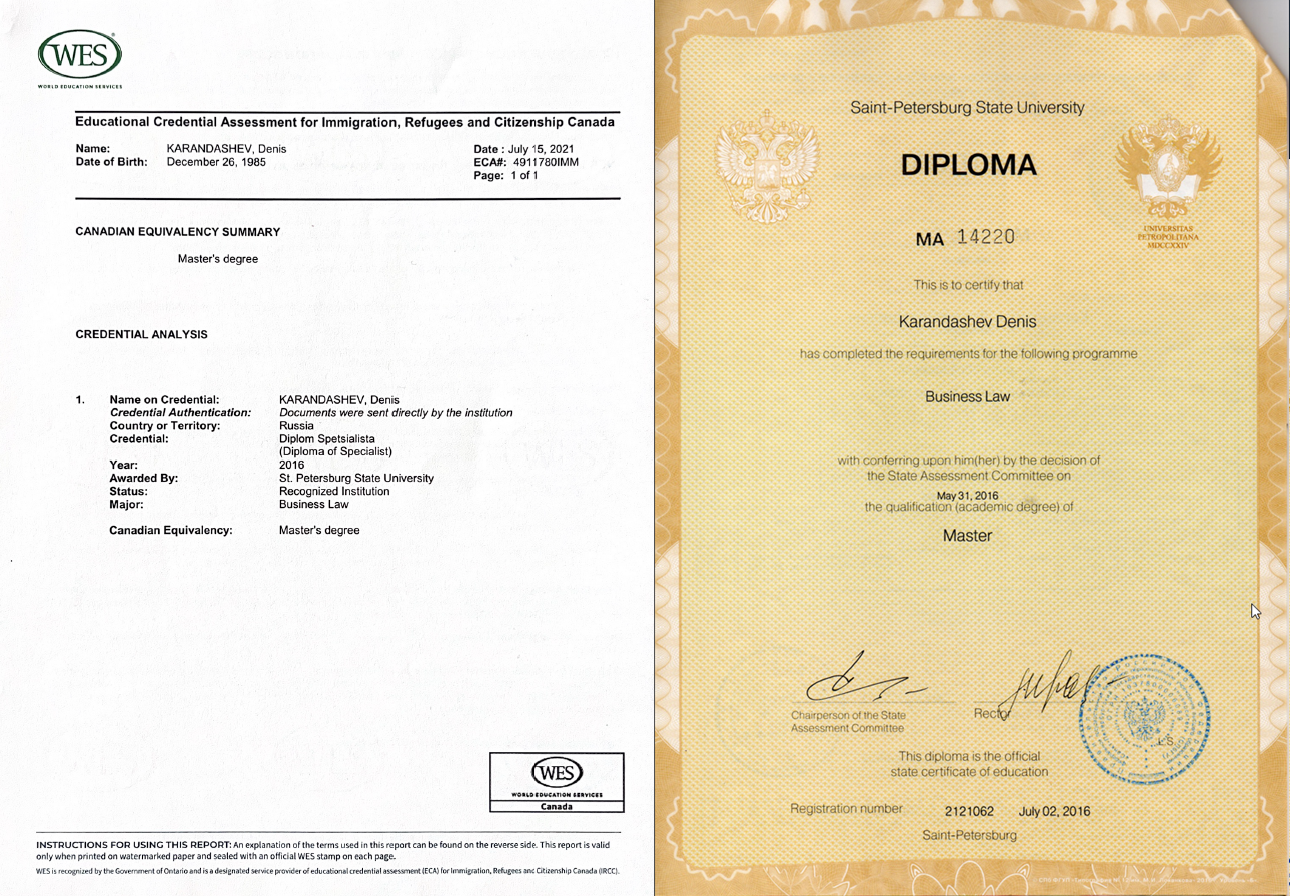 WES
WORLD EDUCATION SERVICES
Educational Credential Assessment for Immigration, Refugees and Citizenship Canada
Name: KARANDASHEV, Denis
Date of Birth: December 26, 1985
Date : July 15, 2021
ECA#: 4911780IMM
Page: 1 of 1
CANADIAN EQUIVALENCY SUMMARY
Master's degree
CREDENTIAL ANALYSIS
1. Name on Credential: KARANDASHEV, Denis
Credential Authentication: Documents were sent directly by the institution
Country or Territory: Russia
Credential: Diplom Spetsialista
(Diploma of Specialist)
Year: 2016
Awarded By: St. Petersburg State University
Status: Recognized Institution
Major: Business Law
Canadian Equivalency: Master's degree
WES
WORLD EDUCATION SERVICES
Canada
INSTRUCTIONS FOR USING THIS REPORT: An explanation of the terms used in this report can be found on the reverse side. This report is valid
only when printed on watermarked paper and sealed with an official WES stamp on each page.
WES is recognized by the Government of Ontario and is a designated service provider of educational credential assessment (ECA) for Immigration, Refugees and Citizenship Canada (IRCC).
Saint-Petersburg State University
DIPLOMA
UNIVERSITAS
PETROPOLITANA
MDCCXXIV
MA 14220
This is to certify that
Karandashev Denis
has completed the requirements for the following programme
Business Law
with conferring upon him(her) by the decision of
the State Assessment Committee on
May 31, 2016
the qualification (academic degree) of
Master
Chairperson of the State
Assessment Committee
Rector
L.S.
This diploma is the official
state certificate of education
Registration number 2121062 July 02, 2016
Saint-Petersburg